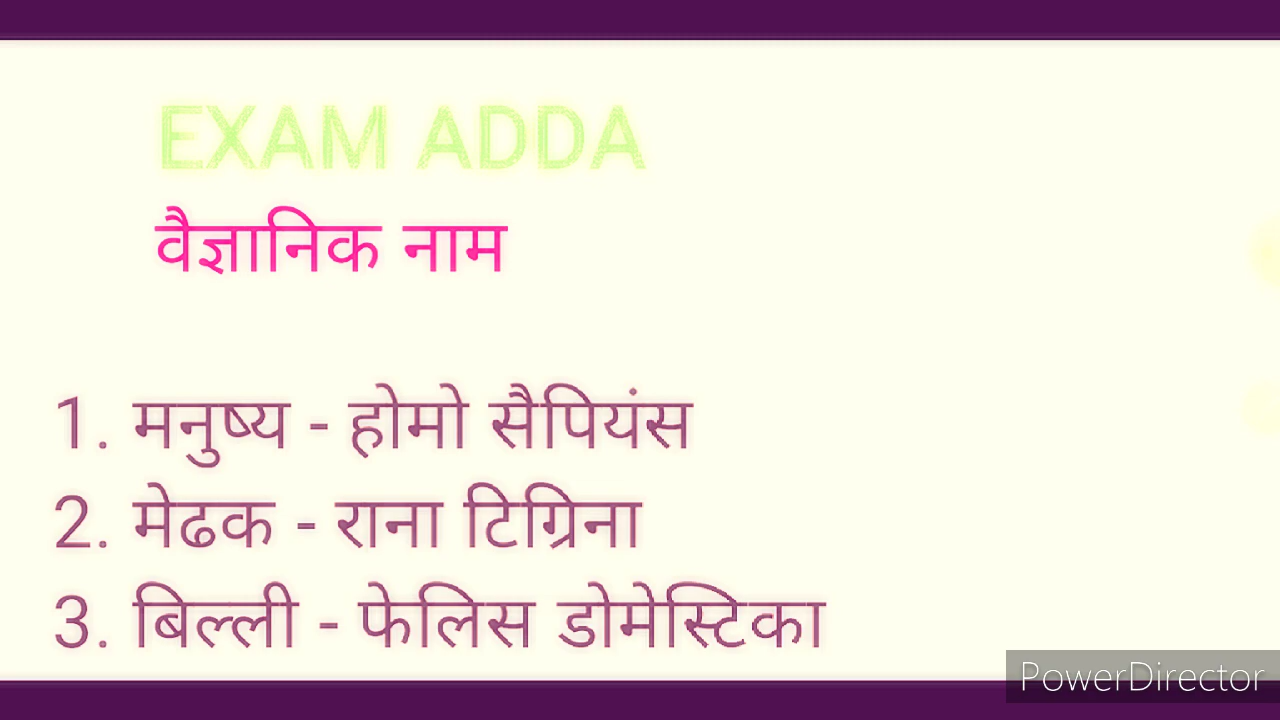 EXAM ADDA
वैज्ञानिक नाम
1. मनुष्य - होमो सैपियंस
2. मेढक - राना टिग्रिना
3. बिल्ली - फेलिस डोमेस्टिका
PowerDirector